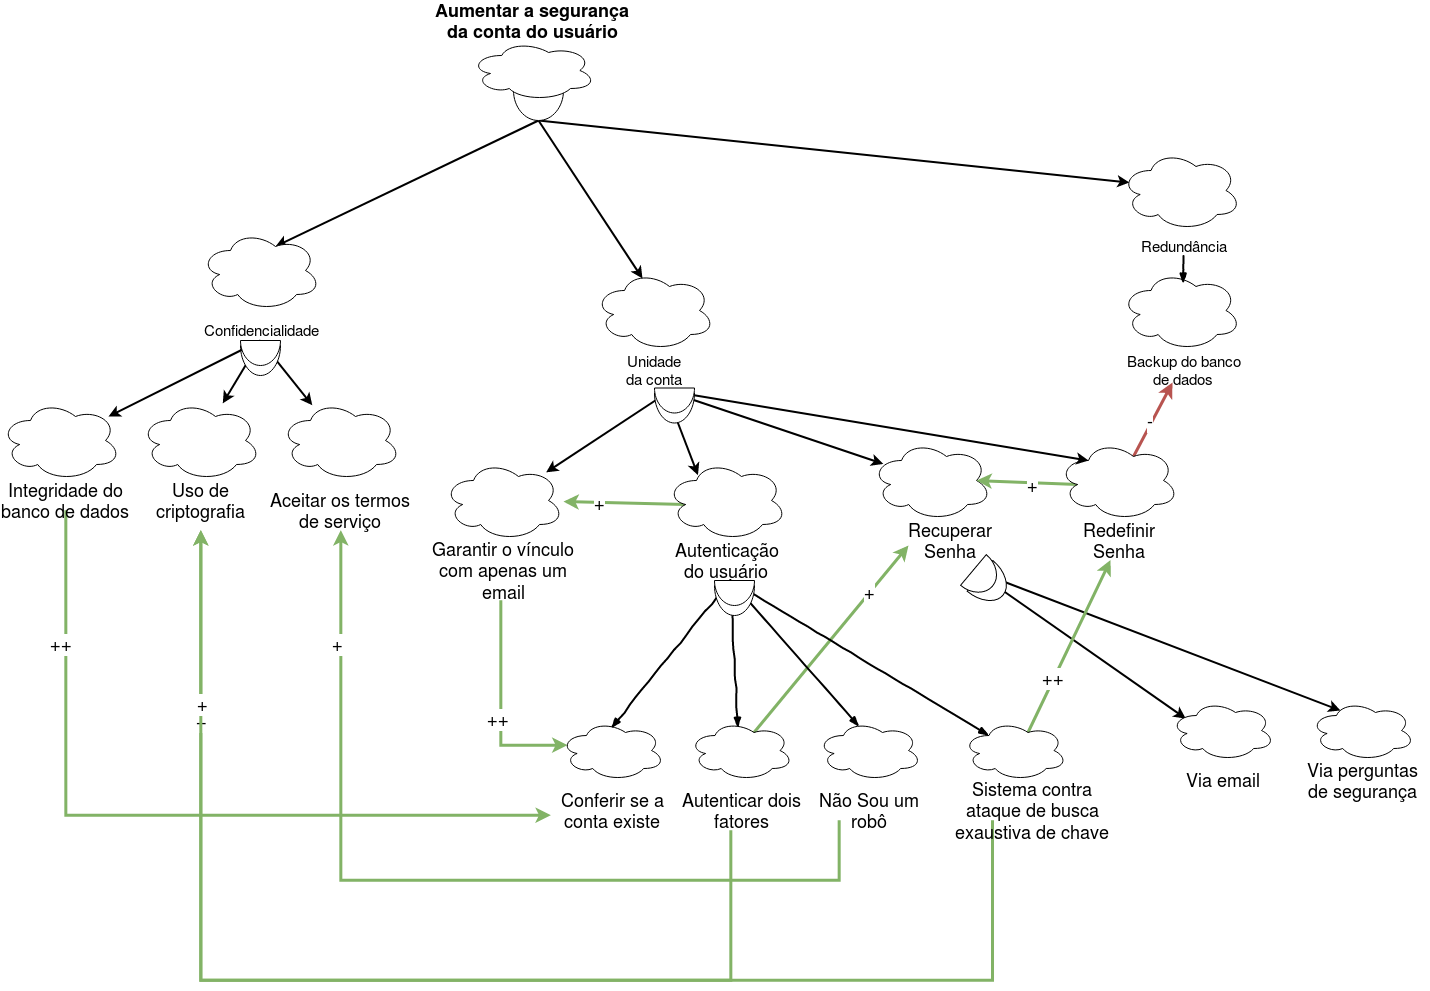 Aumentar a segurança
da conta do usuário
Redundância
Confidencialidade
Unidade
da conta
Backup do banco
de dados
-
Integridade do
banco de dados
Uso de
criptografia
Aceitar os termos
de serviço
+
+
Garantir o vínculo
com apenas um
email
Autenticação
do usuário
Recuperar
Senha
Redefinir
Senha
+
++
+
++
+
++
Conferir se a
conta existe
Autenticar dois
fatores
Não Sou um
robô
Sistema contra
ataque de busca
exaustiva de chave
Via email
Via perguntas
de segurança